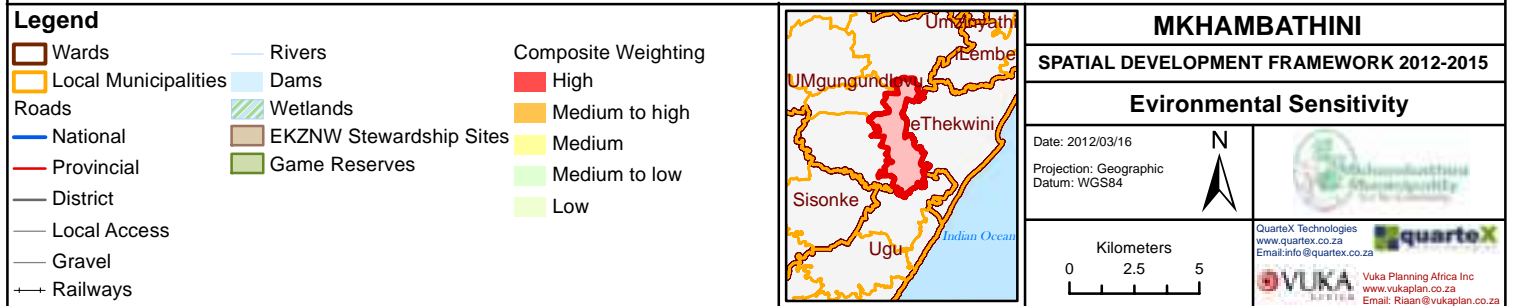 Legend
Wards
Local Municipalities
Roads
National
Provincial
District
Local Access
Gravel
Railways
Rivers
Dams
Wetlands
EKZNW Stewardship Sites
Game Reserves
Composite Weighting
High
Medium to high
Medium
Medium to low
Low
Umzinyathi
iLembe
UMgungundlovu
eThekwini
Sisonke
Ugu
Indian Ocean
MKHAMBATHINI
SPATIAL DEVELOPMENT FRAMEWORK 2012-2015
Evironmental Sensitivity
Date: 2012/03/16
Projection: Geographic
Datum: WGS84
N
Mkhambathini
Municipality
Kilometers
0 2.5 5
QuarteX Technologies
www.quartex.co.za
Email:info@quartex.co.za
quarteX
VUKA
Vuka Planning Africa Inc
www.vukaplan.co.za
Email: Riaan@vukaplan.co.za